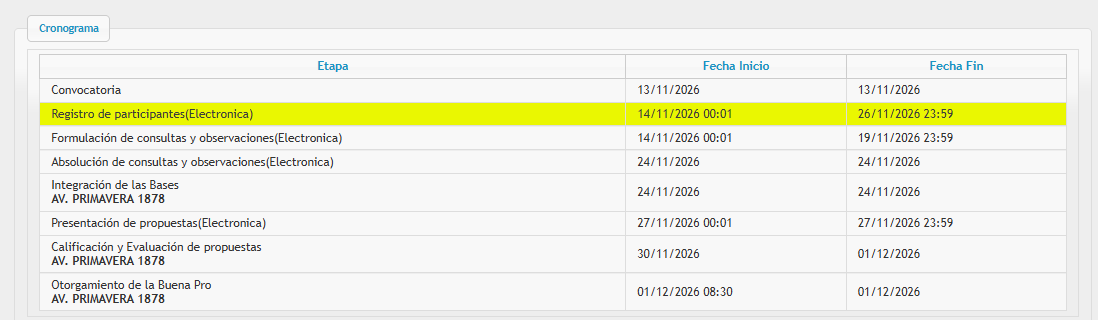 Cronograma
Etapa Fecha Inicio Fecha Fin
Convocatoria 13/11/2026 13/11/2026
Registro de participantes(Electronica) 14/11/2026 00:01 26/11/2026 23:59
Formulación de consultas y observaciones(Electronica) 14/11/2026 00:01 19/11/2026 23:59
Absolución de consultas y observaciones(Electronica) 24/11/2026 24/11/2026
Integración de las Bases
AV. PRIMAVERA 1878 24/11/2026 24/11/2026
Presentación de propuestas(Electronica) 27/11/2026 00:01 27/11/2026 23:59
Calificación y Evaluación de propuestas
AV. PRIMAVERA 1878 30/11/2026 01/12/2026
Otorgamiento de la Buena Pro
AV. PRIMAVERA 1878 01/12/2026 08:30 01/12/2026